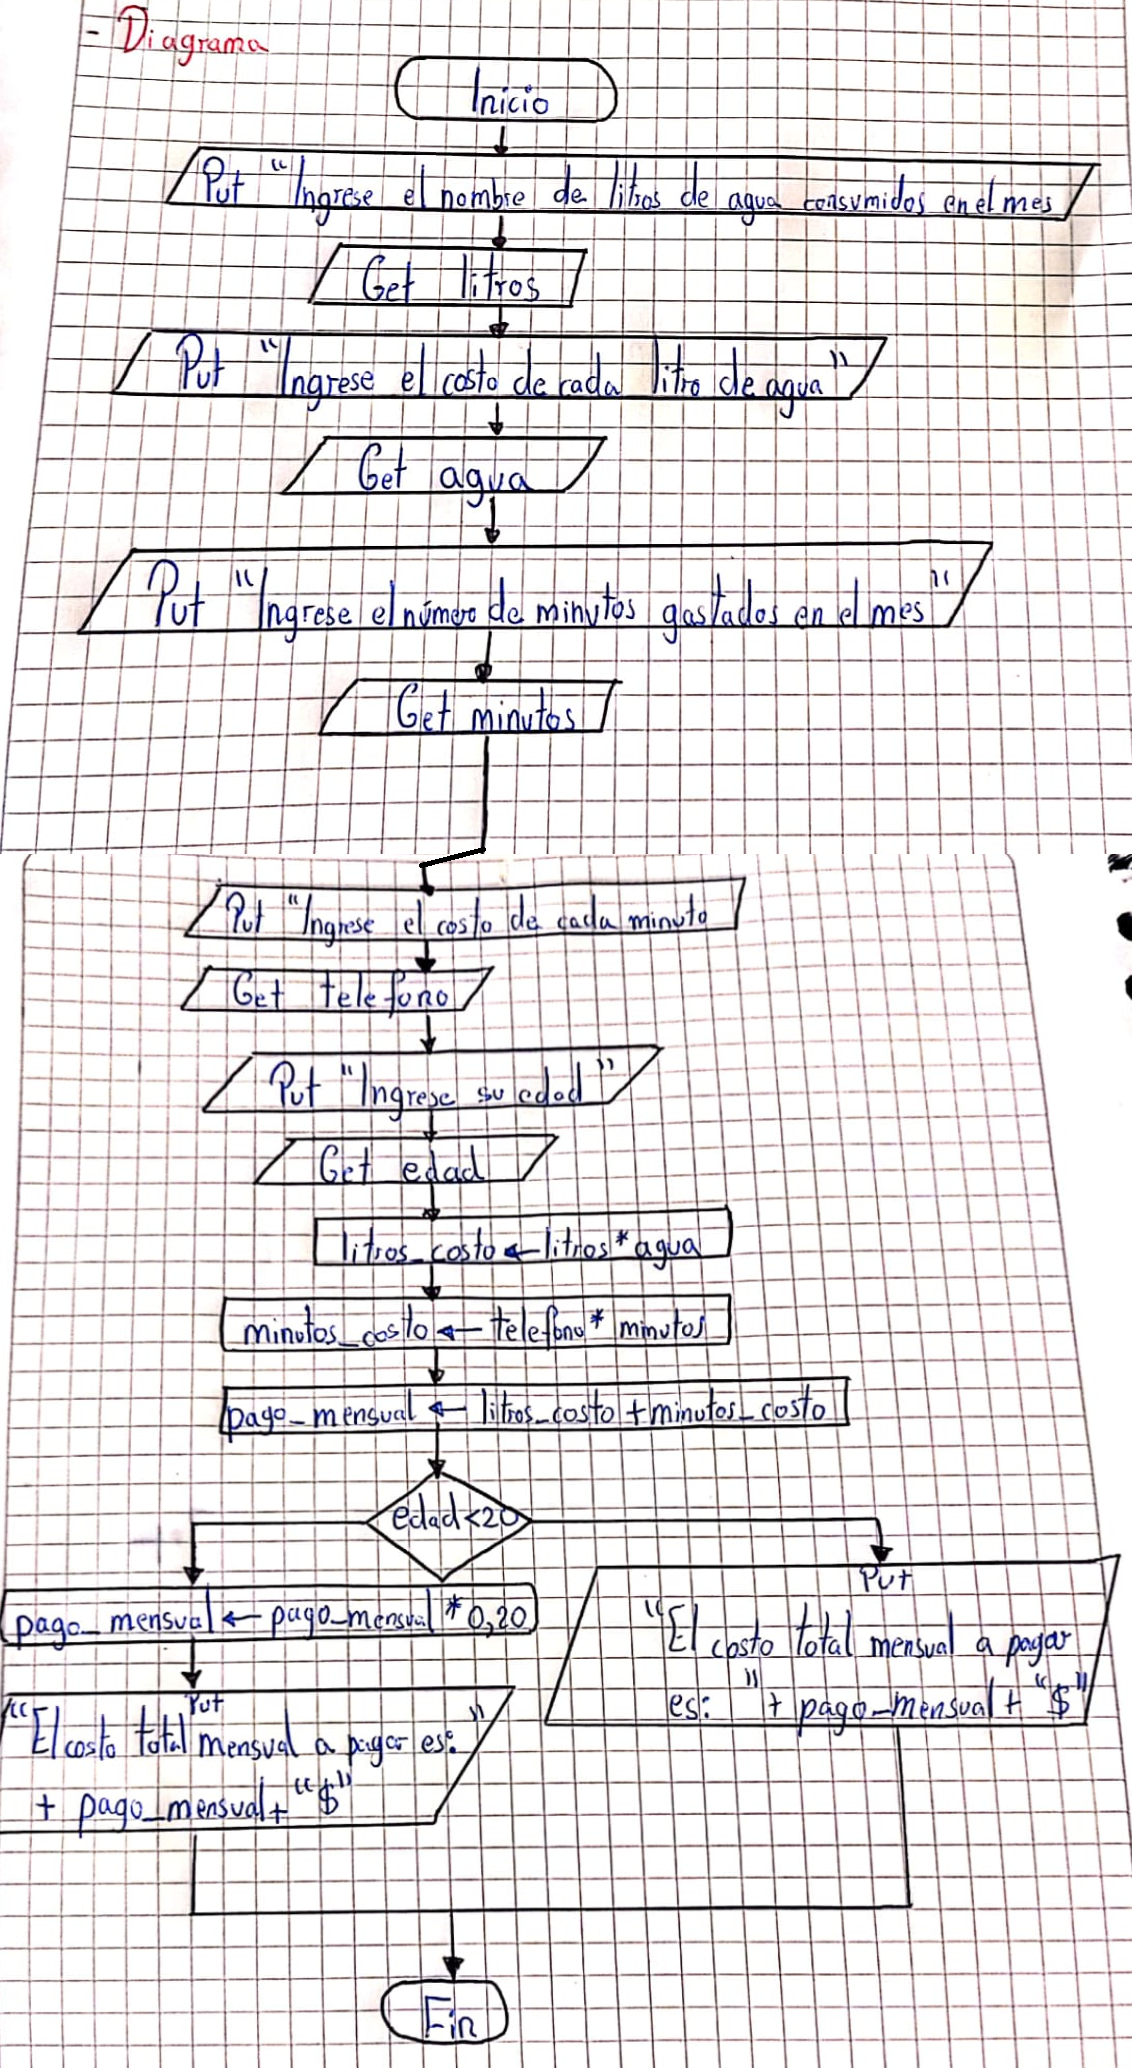 - Diagrama
Inicio
Put "Ingrese el nombre de litros de agua consumidos en el mes
Get litros
Put "Ingrese el costo de cada litro de agua"
Get agua
Put "Ingrese el número de minutos gastados en el mes"
Get minutos
Put "Ingrese el costo de cada minuto
Get telefono
Put "Ingrese su edad"
Get edad
litros_costo ← litros * agua
minutos_costo ← telefono * minutos
pago_mensual ← litros_costo + minutos_costo
edad<20
pago_mensual ← pago_mensual * 0,20
Put
"El costo total mensual a pagar es: "
+ pago_mensual + "$"
Put
"El costo total mensual a pagar
es: " + pago_mensual + "$"
Fin